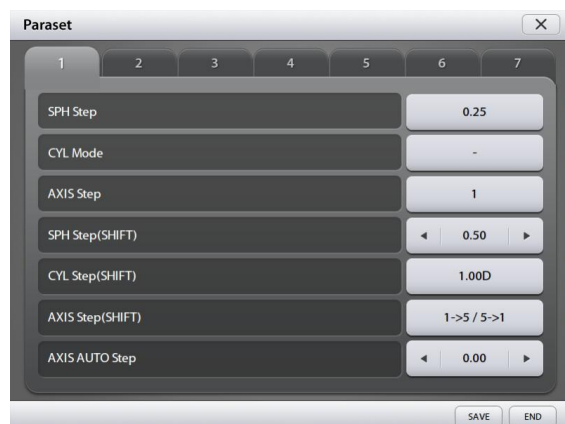 Paraset
1 2 3 4 5 6 7
SPH Step 0.25
CYL Mode -
AXIS Step 1
SPH Step(SHIFT) ◄ 0.50 ►
CYL Step(SHIFT) 1.00D
AXIS Step(SHIFT) 1->5 / 5->1
AXIS AUTO Step ◄ 0.00 ►
SAVE END